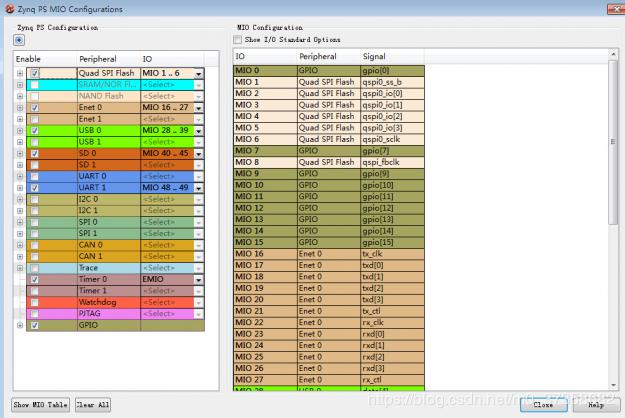 Zynq PS MIO Configurations
Zynq PS Configuration
Enable Peripheral IO
Quad SPI Flash MIO 1 .. 6
SRAM/NOR Fl... <Select>
NAND Flash <Select>
Enet 0 MIO 16 .. 27
Enet 1 <Select>
USB 0 MIO 28 .. 39
USB 1 <Select>
SD 0 MIO 40 .. 45
SD 1 <Select>
UART 0 <Select>
UART 1 MIO 48 .. 49
I2C 0 <Select>
I2C 1 <Select>
SPI 0 <Select>
SPI 1 <Select>
CAN 0 <Select>
CAN 1 <Select>
Trace <Select>
Timer 0 EMIO
Timer 1 <Select>
Watchdog <Select>
PJTAG <Select>
GPIO
Show MIO Table Clear All
MIO Configuration
Show I/O Standard Options
IO Peripheral Signal
MIO 0 GPIO gpio[0]
MIO 1 Quad SPI Flash qspi0_ss_b
MIO 2 Quad SPI Flash qspi0_io[0]
MIO 3 Quad SPI Flash qspi0_io[1]
MIO 4 Quad SPI Flash qspi0_io[2]
MIO 5 Quad SPI Flash qspi0_io[3]
MIO 6 Quad SPI Flash qspi0_sclk
MIO 7 GPIO gpio[7]
MIO 8 Quad SPI Flash qspi_fbclk
MIO 9 GPIO gpio[9]
MIO 10 GPIO gpio[10]
MIO 11 GPIO gpio[11]
MIO 12 GPIO gpio[12]
MIO 13 GPIO gpio[13]
MIO 14 GPIO gpio[14]
MIO 15 GPIO gpio[15]
MIO 16 Enet 0 tx_clk
MIO 17 Enet 0 txd[0]
MIO 18 Enet 0 txd[1]
MIO 19 Enet 0 txd[2]
MIO 20 Enet 0 txd[3]
MIO 21 Enet 0 tx_ctl
MIO 22 Enet 0 rx_clk
MIO 23 Enet 0 rxd[0]
MIO 24 Enet 0 rxd[1]
MIO 25 Enet 0 rxd[2]
MIO 26 Enet 0 rxd[3]
MIO 27 Enet 0 rx_ctl
MIO 28 USB 0 data[4]
Close Help